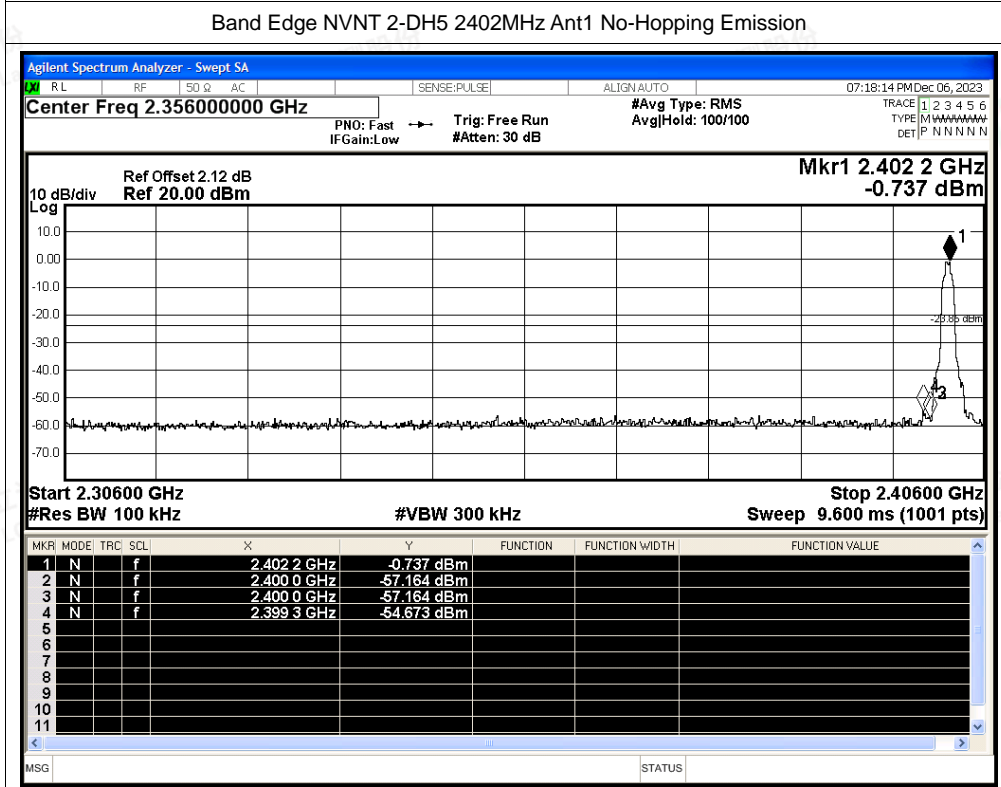 Band Edge NVNT 2-DH5 2402MHz Ant1 No-Hopping Emission
Agilent Spectrum Analyzer - Swept SA
LXI RL RF 50 Ω AC SENSE:PULSE ALIGN AUTO 07:18:14 PM Dec 06, 2023
Center Freq 2.356000000 GHz #Avg Type: RMS TRACE 1 2 3 4 5 6
PNO: Fast Trig: Free Run Avg|Hold: 100/100 TYPE M WWWWW
IFGain:Low #Atten: 30 dB DET P N N N N N
Mkr1 2.402 2 GHz
Ref Offset 2.12 dB
10 dB/div Ref 20.00 dBm -0.737 dBm
Log
10.0
1
0.00
-10.0
-20.0
-23.85 dBm
-30.0
-40.0
4
3
-50.0
-60.0
-70.0
Start 2.30600 GHz Stop 2.40600 GHz
#Res BW 100 kHz #VBW 300 kHz Sweep 9.600 ms (1001 pts)
MKR MODE TRC SCL X Y FUNCTION FUNCTION WIDTH FUNCTION VALUE
1 N f 2.402 2 GHz -0.737 dBm
2 N f 2.400 0 GHz -57.164 dBm
3 N f 2.400 0 GHz -57.164 dBm
4 N f 2.399 3 GHz -54.673 dBm
5
6
7
8
9
10
11
MSG STATUS